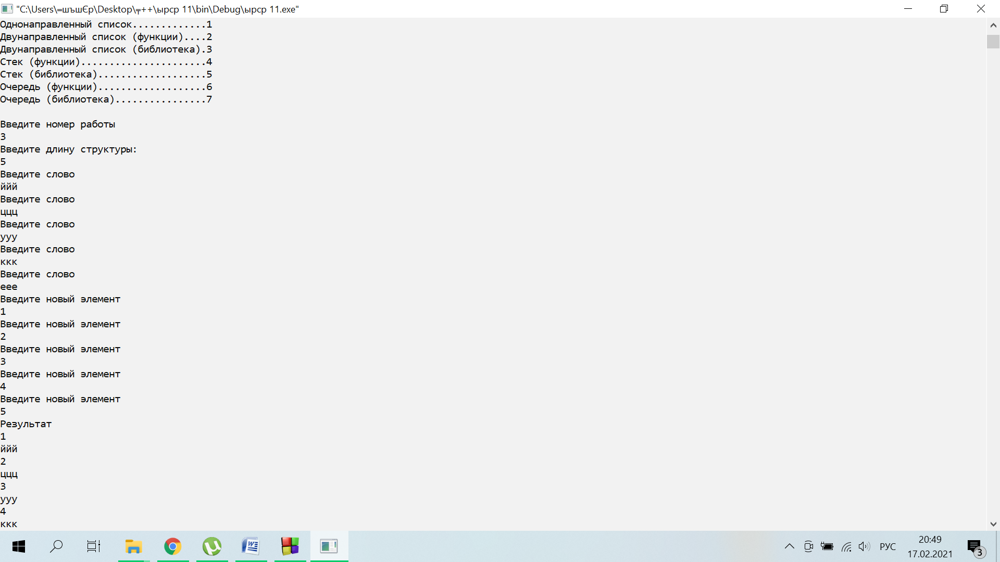 "C:\Users\=шъшЄр\Desktop\╤++\ырср 11\bin\Debug\ырср 11.exe"
Однонаправленный список.............1
Двунаправленный список (функции)....2
Двунаправленный список (библиотека).3
Стек (функции)......................4
Стек (библиотека)...................5
Очередь (функции)...................6
Очередь (библиотека)................7
Введите номер работы
3
Введите длину структуры:
5
Введите слово
ййй
Введите слово
ццц
Введите слово
ууу
Введите слово
ккк
Введите слово
еее
Введите новый элемент
1
Введите новый элемент
2
Введите новый элемент
3
Введите новый элемент
4
Введите новый элемент
5
Результат
1
ййй
2
ццц
3
ууу
4
ккк
РУС
20:49
17.02.2021
3